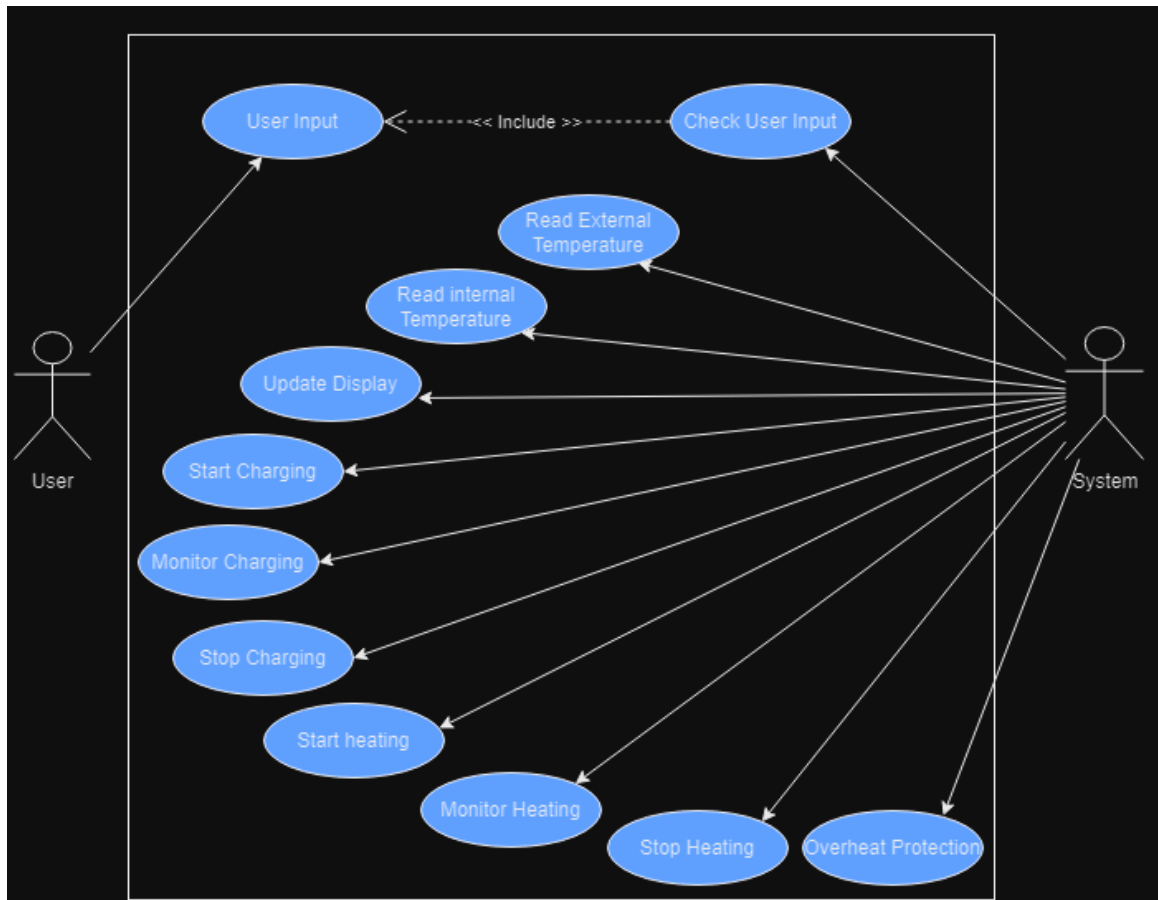 User Input
<< Include >>
Check User Input
Read External
Temperature
Read internal
Temperature
Update Display
Start Charging
User
System
Monitor Charging
Stop Charging
Start heating
Monitor Heating
Stop Heating
Overheat Protection